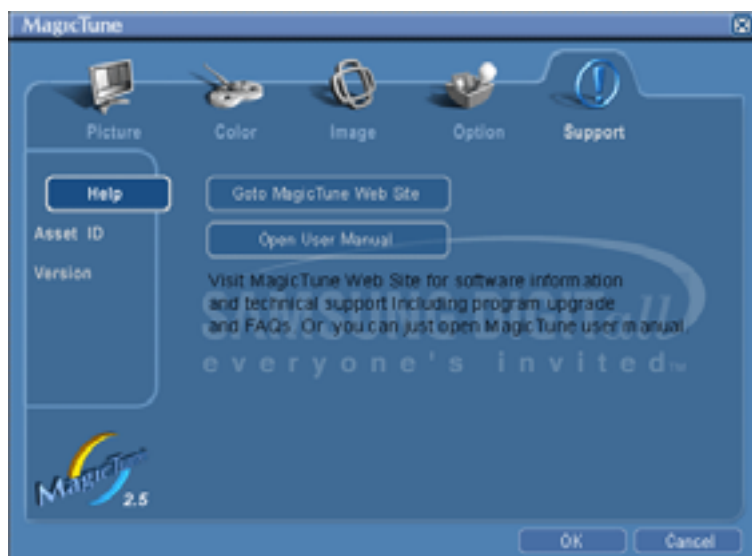 MagicTune
Picture Color Image Option Support
Help
Asset ID
Version
Goto MagicTune Web Site
Open User Manual
Visit MagicTune Web Site for software information
and technical support Including program upgrade
and FAQs. Or you can just open MagicTune user manual.
SAMSUNG DIGITall
everyone's invited™
MagicTune
2.5
OK Cancel